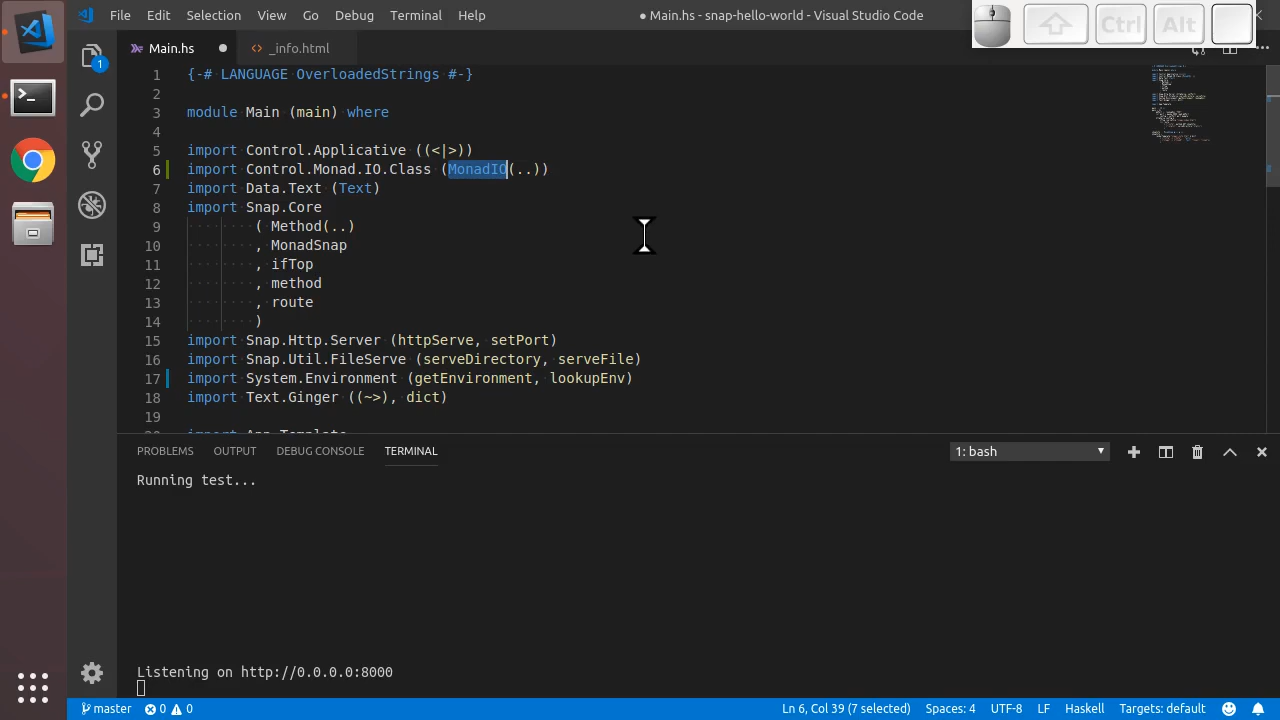 File Edit Selection View Go Debug Terminal Help
● Main.hs - snap-hello-world - Visual Studio Code
Ctrl Alt
Main.hs ●
_info.html
1 {-# LANGUAGE OverloadedStrings #-}
2
3 module Main (main) where
4
5 import Control.Applicative ((<|>))
6 import Control.Monad.IO.Class (MonadIO(..))
7 import Data.Text (Text)
8 import Snap.Core
9 ( Method(..)
10 , MonadSnap
11 , ifTop
12 , method
13 , route
14 )
15 import Snap.Http.Server (httpServe, setPort)
16 import Snap.Util.FileServe (serveDirectory, serveFile)
17 import System.Environment (getEnvironment, lookupEnv)
18 import Text.Ginger ((~>), dict)
19
20 import App.Template
1
PROBLEMS OUTPUT DEBUG CONSOLE TERMINAL
1: bash
Running test...
Listening on http://0.0.0.0:8000
master 0 0
Ln 6, Col 39 (7 selected) Spaces: 4 UTF-8 LF Haskell Targets: default